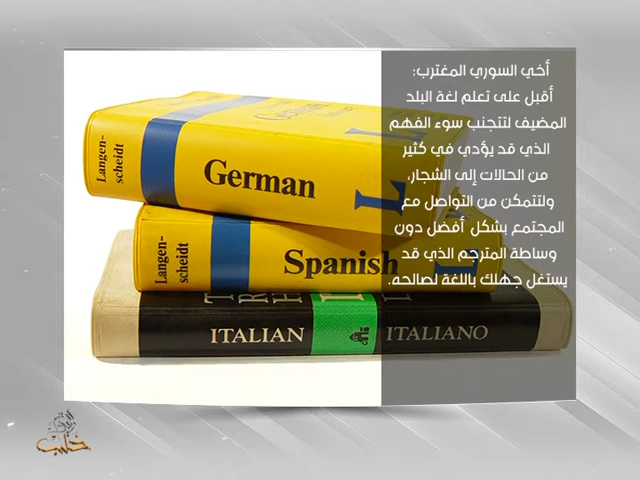 أخي السوري المغترب:
أقبل على تعلم لغة البلد
المضيف لتتجنب سوء الفهم
الذي قد يؤدي في كثير
من الحالات إلى الشجار،
ولتتمكن من التواصل مع
المجتمع بشكل أفضل دون
وساطة المترجم الذي قد
يستغل جهلك باللغة لصالحه.
Langen-
scheidt
German
L
Langen-
scheidt
Spanish
L
ITALIAN
ITALIANO
حلب